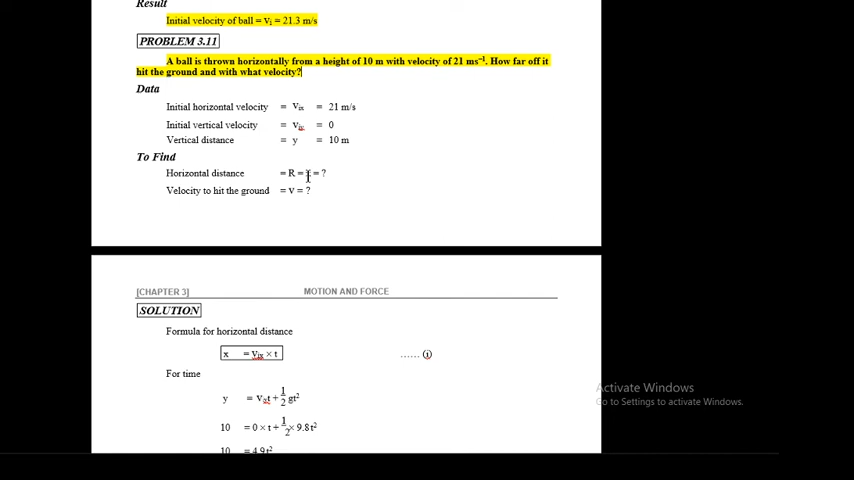 Result
Initial velocity of ball = vi = 21.3 m/s
PROBLEM 3.11
A ball is thrown horizontally from a height of 10 m with velocity of 21 ms⁻¹. How far off it
hit the ground and with what velocity?
Data
Initial horizontal velocity = vix = 21 m/s
Initial vertical velocity = viy = 0
Vertical distance = y = 10 m
To Find
Horizontal distance = R = x = ?
Velocity to hit the ground = v = ?
[CHAPTER 3] MOTION AND FORCE
SOLUTION
Formula for horizontal distance
x = vix × t ...... (i)
For time
y = viyt + 1/2 gt²
10 = 0 × t + 1/2 × 9.8t²
10 = 4.9t²
Activate Windows
Go to Settings to activate Windows.